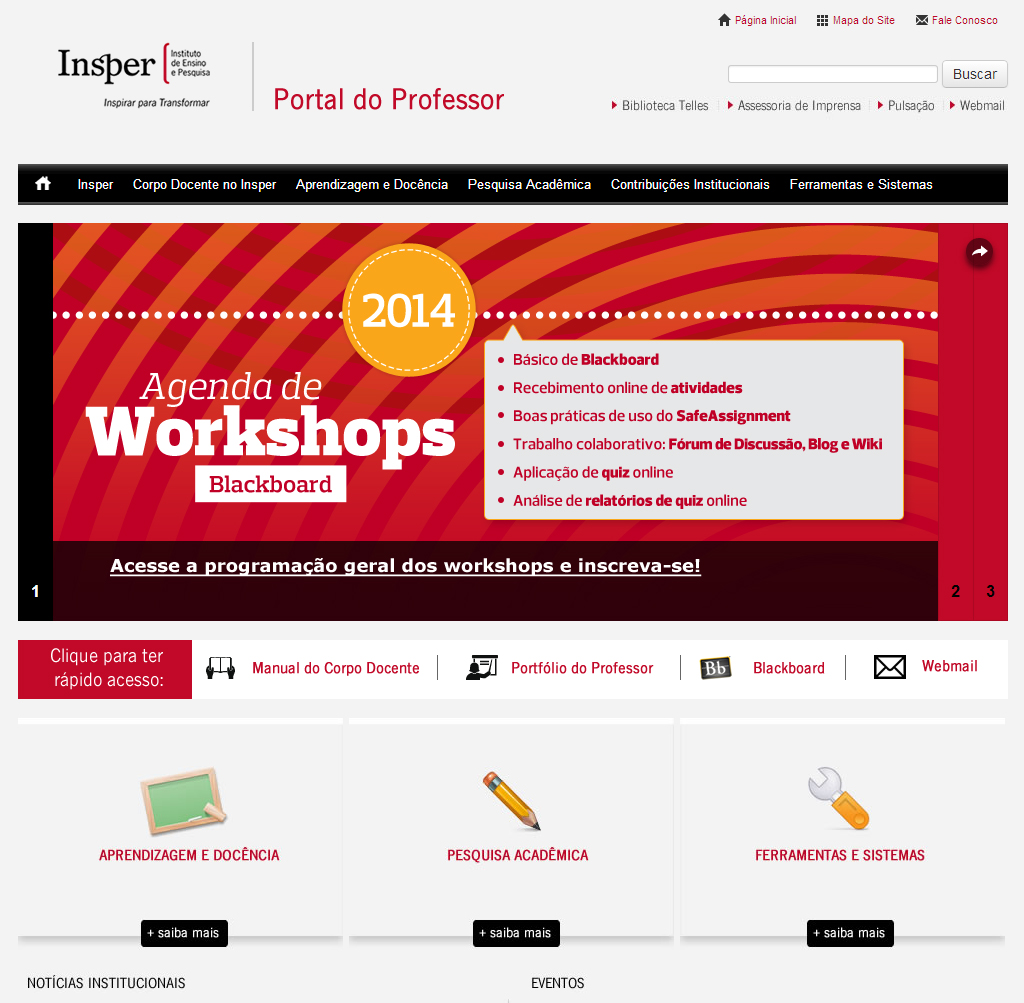 Página Inicial
Mapa do Site
Fale Conosco
Insper
Instituto
de Ensino
e Pesquisa
Inspirar para Transformar
Portal do Professor
Buscar
Biblioteca Telles
Assessoria de Imprensa
Pulsação
Webmail
Insper
Corpo Docente no Insper
Aprendizagem e Docência
Pesquisa Acadêmica
Contribuições Institucionais
Ferramentas e Sistemas
2014
Agenda de
Workshops
Blackboard
Básico de Blackboard
Recebimento online de atividades
Boas práticas de uso do SafeAssignment
Trabalho colaborativo: Fórum de Discussão, Blog e Wiki
Aplicação de quiz online
Análise de relatórios de quiz online
Acesse a programação geral dos workshops e inscreva-se!
1
2
3
Clique para ter
rápido acesso:
Manual do Corpo Docente
Portfólio do Professor
Bb
Blackboard
Webmail
APRENDIZAGEM E DOCÊNCIA
PESQUISA ACADÊMICA
FERRAMENTAS E SISTEMAS
+ saiba mais
+ saiba mais
+ saiba mais
NOTÍCIAS INSTITUCIONAIS
EVENTOS